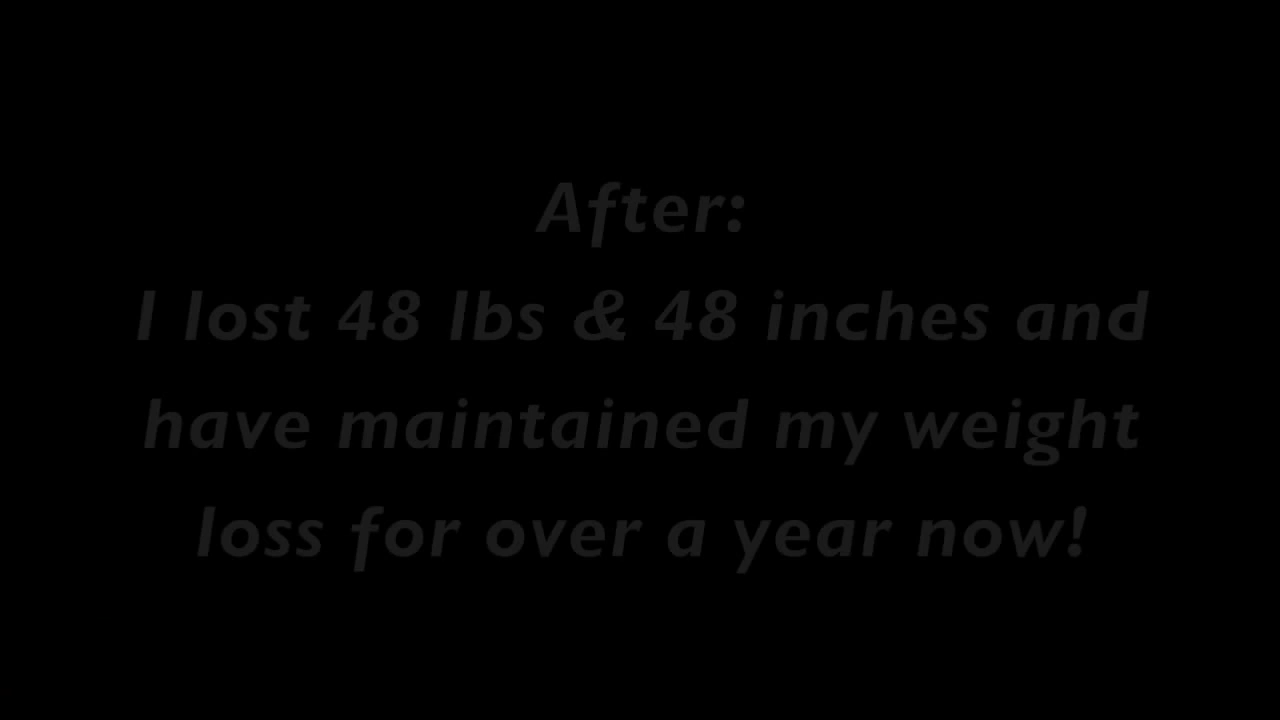 After:
I lost 48 lbs & 48 inches and
have maintained my weight
loss for over a year now!